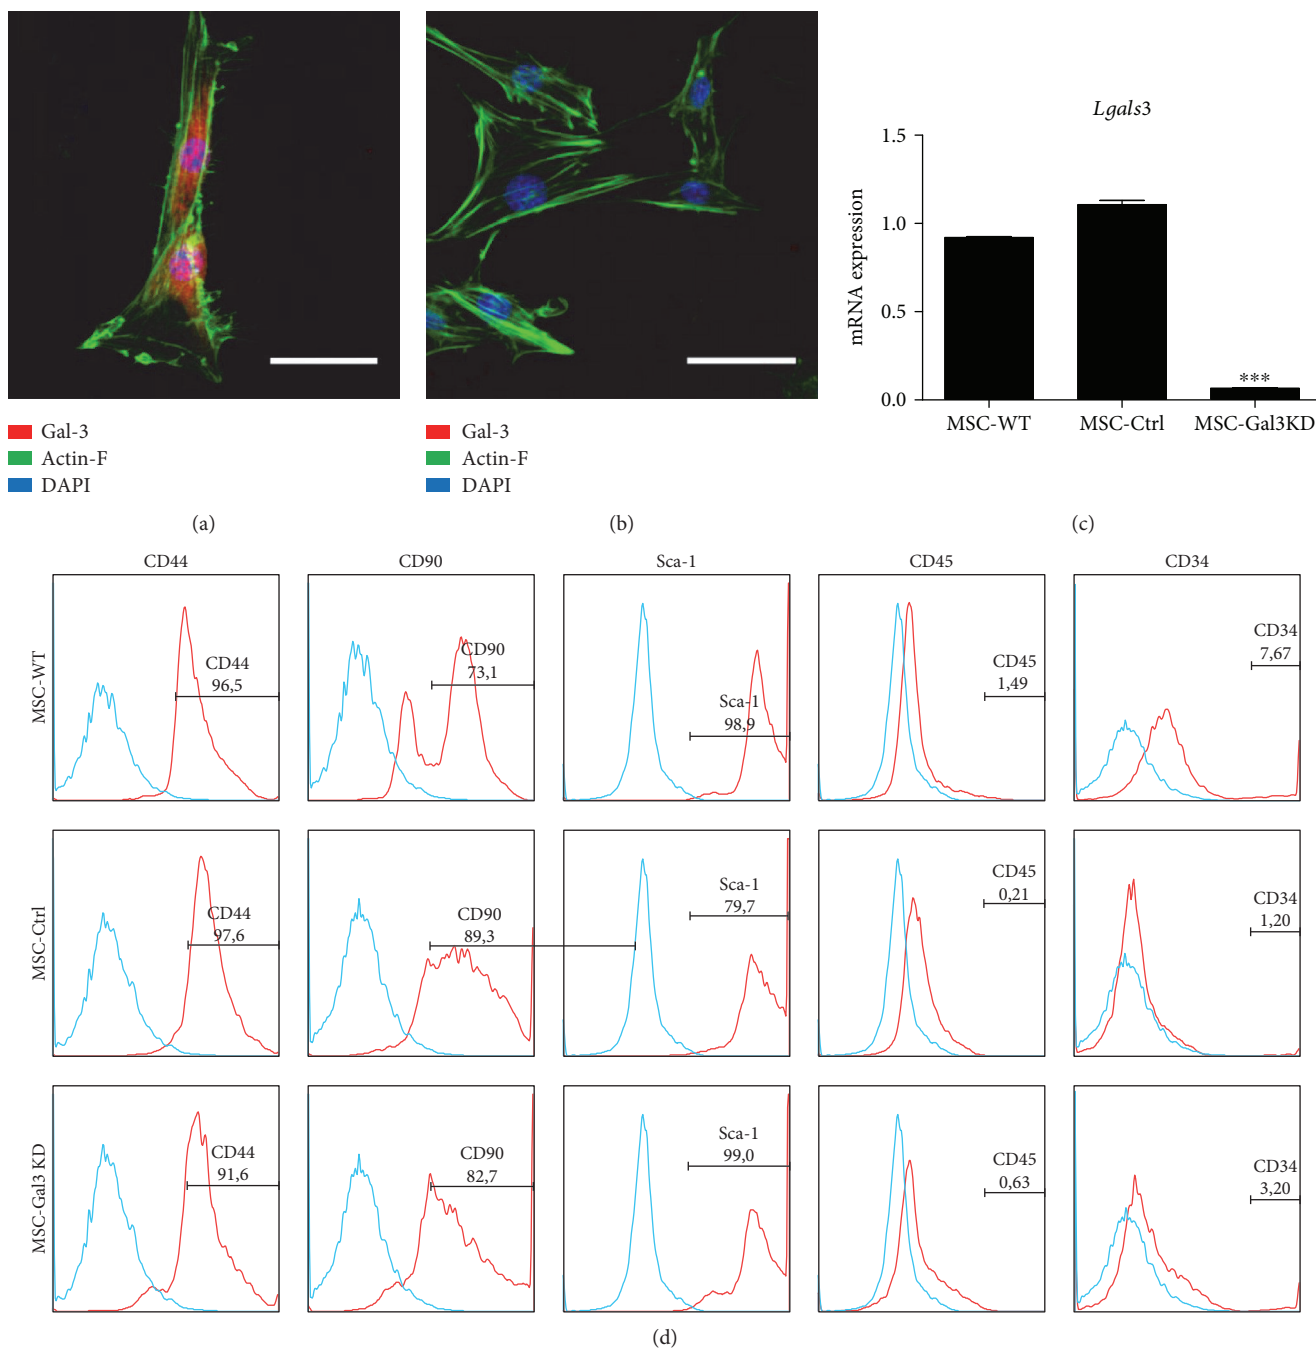 Gal-3
Actin-F
DAPI
(a)
Gal-3
Actin-F
DAPI
(b)
Lgals3
mRNA expression
1.5
1.0
0.5
0.0
***
MSC-WT MSC-Ctrl MSC-Gal3KD
(c)
CD44 CD90 Sca-1 CD45 CD34
MSC-WT
CD44
96,5
CD90
73,1
Sca-1
98,9
CD45
1,49
CD34
7,67
MSC-Ctrl
CD44
97,6
CD90
89,3
Sca-1
79,7
CD45
0,21
CD34
1,20
MSC-Gal3 KD
CD44
91,6
CD90
82,7
Sca-1
99,0
CD45
0,63
CD34
3,20
(d)